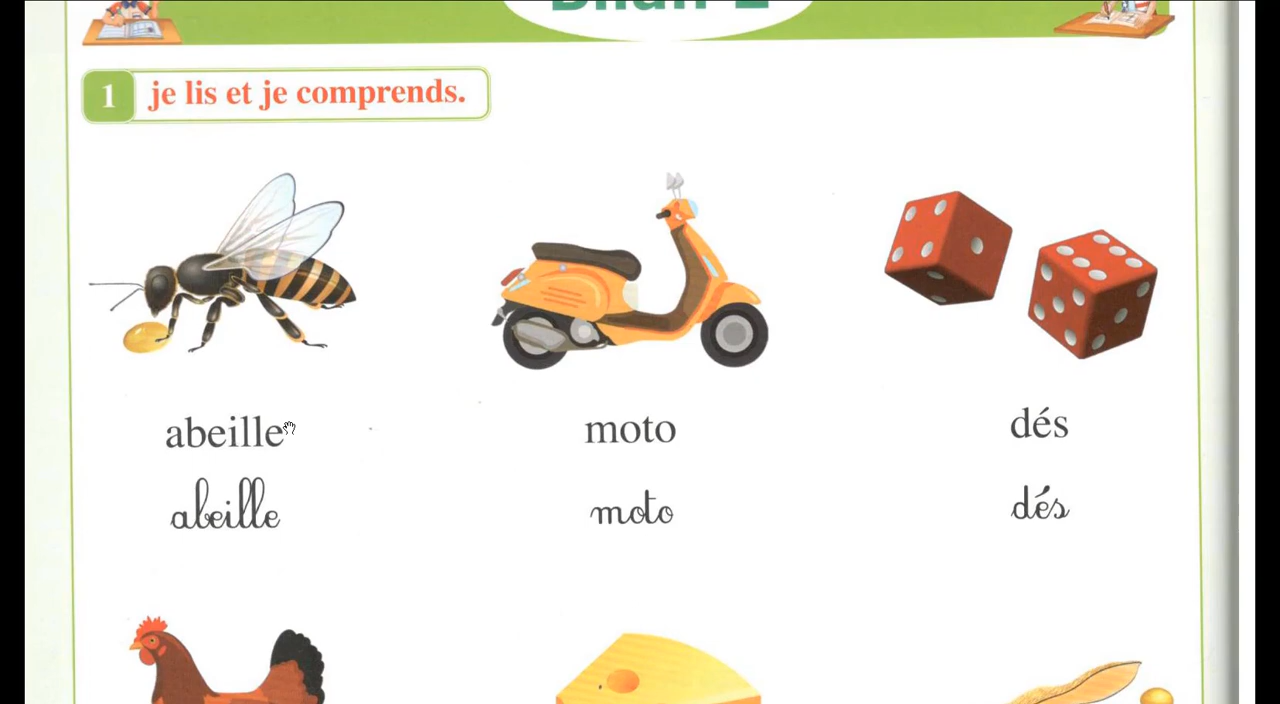 1 je lis et je comprends.
abeille moto dés
abeille moto dés